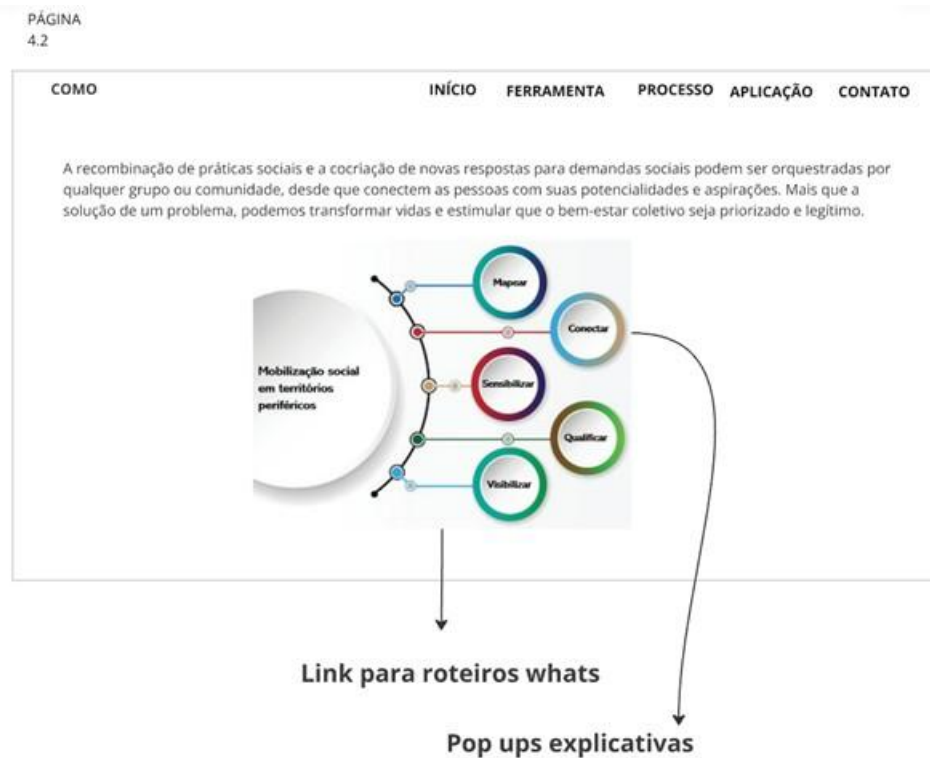 PÁGINA
4.2
COMO INÍCIO FERRAMENTA PROCESSO APLICAÇÃO CONTATO
A recombinação de práticas sociais e a cocriação de novas respostas para demandas sociais podem ser orquestradas por
qualquer grupo ou comunidade, desde que conectem as pessoas com suas potencialidades e aspirações. Mais que a
solução de um problema, podemos transformar vidas e estimular que o bem-estar coletivo seja priorizado e legítimo.
Mobilização social
em territórios
periféricos
Mapear
Conectar
Sensibilizar
Qualificar
Visibilizar
Link para roteiros whats
Pop ups explicativas